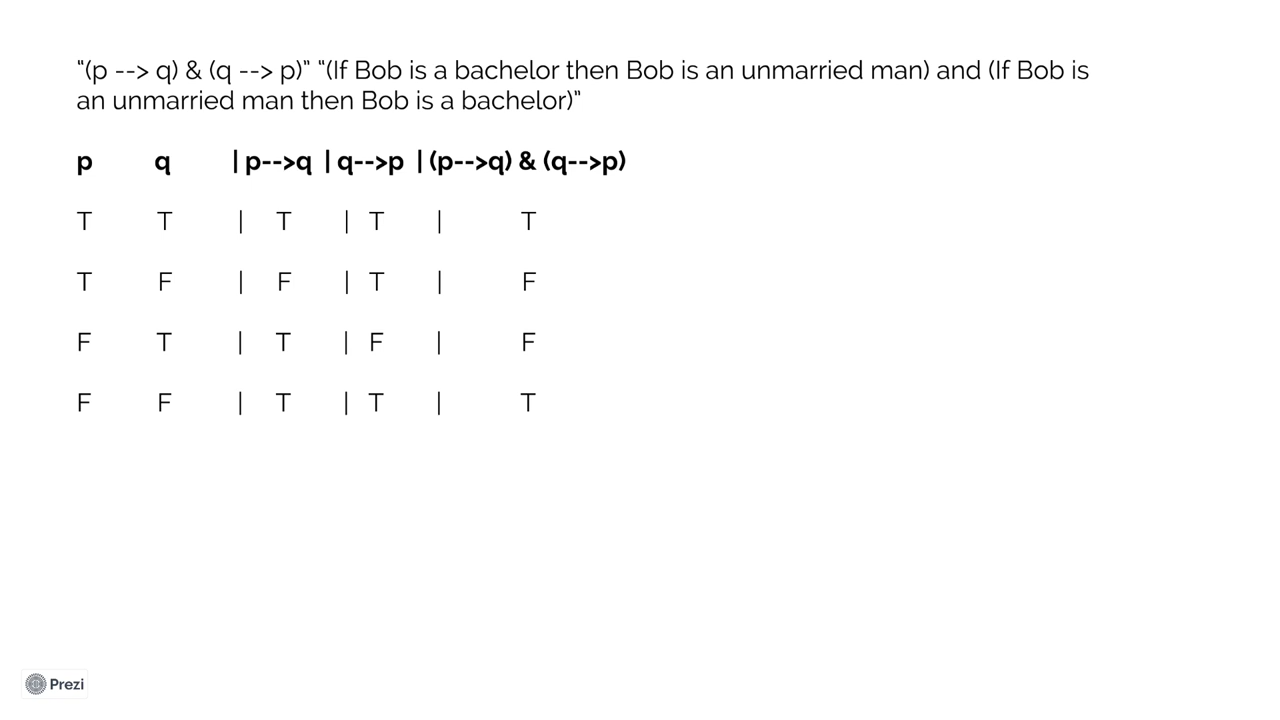 “(p --> q) & (q --> p)” “(If Bob is a bachelor then Bob is an unmarried man) and (If Bob is
an unmarried man then Bob is a bachelor)”
p q | p-->q | q-->p | (p-->q) & (q-->p)
T T | T | T | T
T F | F | T | F
F T | T | F | F
F F | T | T | T
Prezi